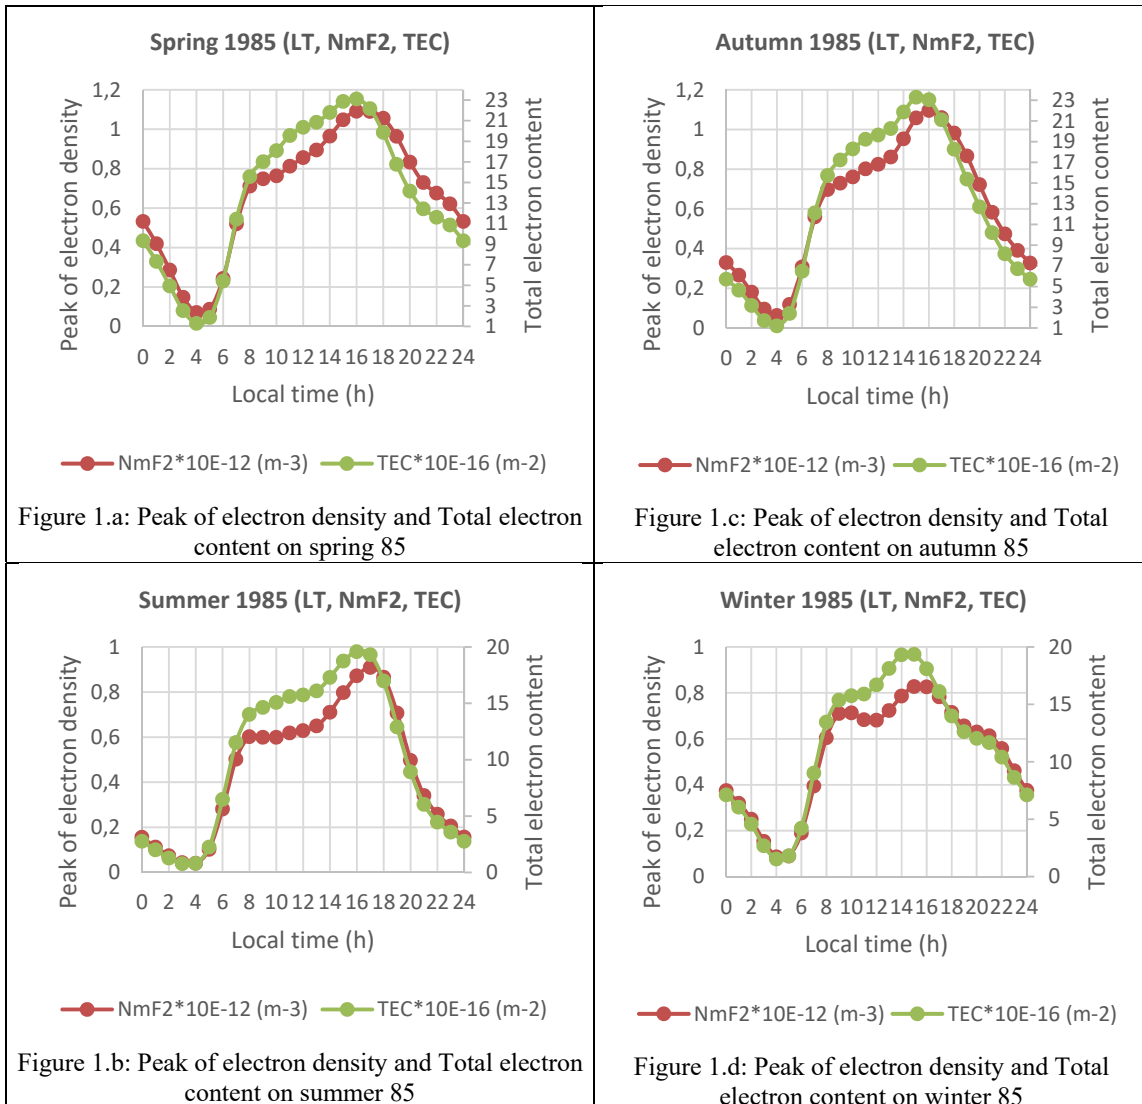 Spring 1985 (LT, NmF2, TEC)
Peak of electron density
1,2
1
0,8
0,6
0,4
0,2
0
23
21
19
17
15
13
11
9
7
5
3
1
Total electron content
0 2 4 6 8 10 12 14 16 18 20 22 24
Local time (h)
NmF2*10E-12 (m-3) TEC*10E-16 (m-2)
Figure 1.a: Peak of electron density and Total electron
content on spring 85
Autumn 1985 (LT, NmF2, TEC)
Peak of electron density
1,2
1
0,8
0,6
0,4
0,2
0
23
21
19
17
15
13
11
9
7
5
3
1
Total electron content
0 2 4 6 8 10 12 14 16 18 20 22 24
Local time (h)
NmF2*10E-12 (m-3) TEC*10E-16 (m-2)
Figure 1.c: Peak of electron density and Total
electron content on autumn 85
Summer 1985 (LT, NmF2, TEC)
Peak of electron density
1
0,8
0,6
0,4
0,2
0
20
15
10
5
0
Total electron content
0 2 4 6 8 10 12 14 16 18 20 22 24
Local time (h)
NmF2*10E-12 (m-3) TEC*10E-16 (m-2)
Figure 1.b: Peak of electron density and Total electron
content on summer 85
Winter 1985 (LT, NmF2, TEC)
Peak of electron density
1
0,8
0,6
0,4
0,2
0
20
15
10
5
0
Total electron content
0 2 4 6 8 10 12 14 16 18 20 22 24
Local time (h)
NmF2*10E-12 (m-3) TEC*10E-16 (m-2)
Figure 1.d: Peak of electron density and Total
electron content on winter 85